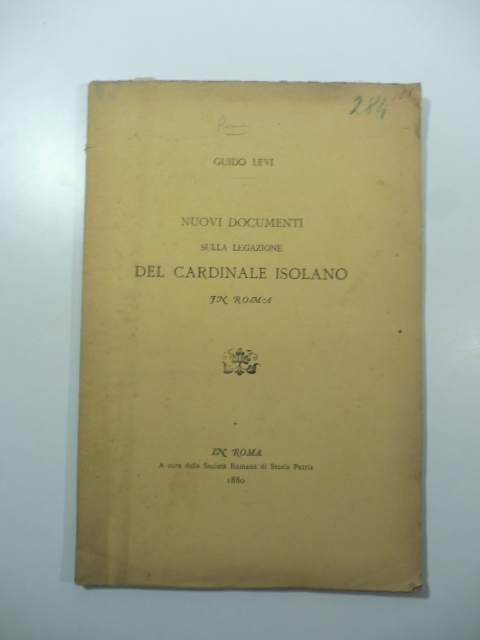 284
Roma
GUIDO LEVI
NUOVI DOCUMENTI
SULLA LEGAZIONE
DEL CARDINALE ISOLANO
IN ROMA
IN ROMA
A cura della Società Romana di Storia Patria
1880